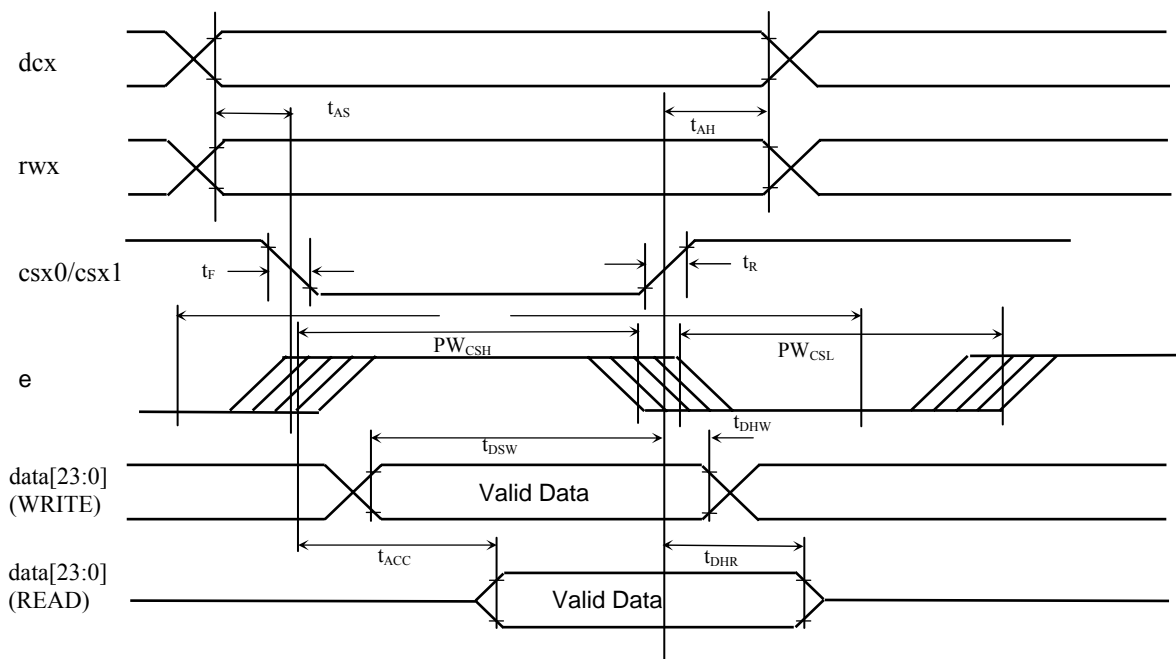 dcx
t_AS
t_AH
rwx
csx0/csx1
t_F
t_R
PW_CSH
PW_CSL
e
t_DHW
t_DSW
data[23:0]
(WRITE)
Valid Data
t_ACC
t_DHR
data[23:0]
(READ)
Valid Data